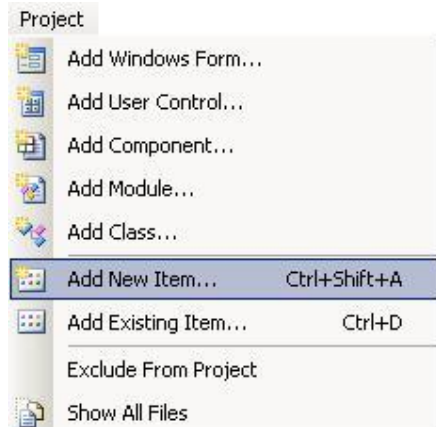 Project
Add Windows Form...
Add User Control...
Add Component...
Add Module...
Add Class...
Add New Item... Ctrl+Shift+A
Add Existing Item... Ctrl+D
Exclude From Project
Show All Files